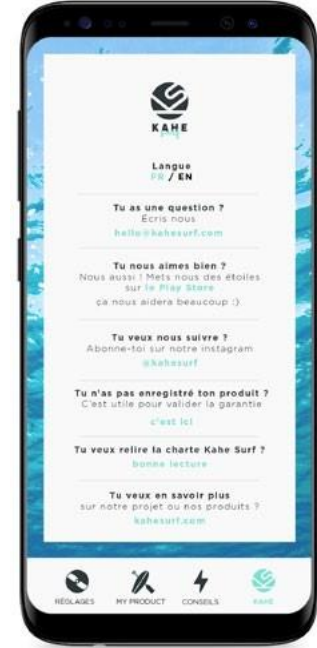 KAHE
Langue
FR / EN
Tu as une question ?
Écris nous
hello@kahesurf.com
Tu nous aimes bien ?
Nous aussi ! Mets nous des étoiles
sur le Play Store
ça nous aidera beaucoup :)
Tu veux nous suivre ?
Abonne-toi sur notre instagram
@kahesurf
Tu n'as pas enregistré ton produit ?
C'est utile pour valider la garantie
c'est ici
Tu veux relire la charte Kahe Surf ?
bonne lecture
Tu veux en savoir plus
sur notre projet ou nos produits ?
kahesurf.com
RÉGLAGES MY PRODUCT CONSEILS KAHE